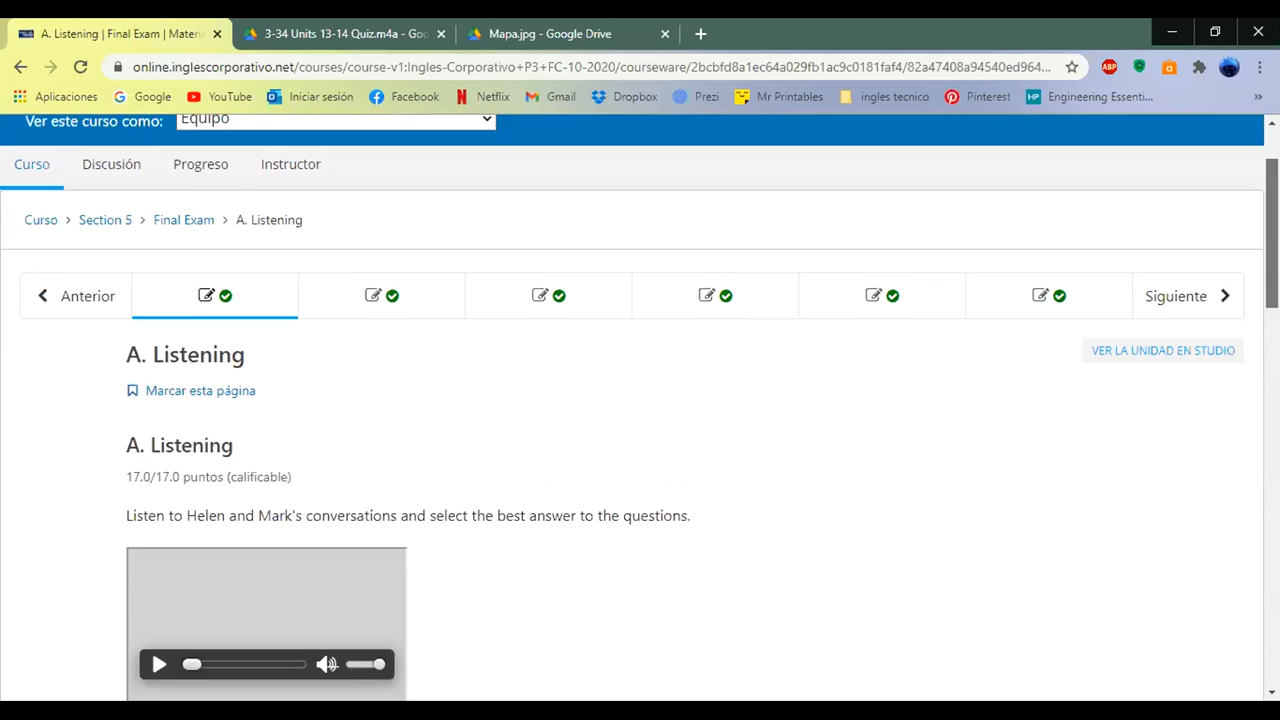 A. Listening | Final Exam | Materi
3-34 Units 13-14 Quiz.m4a - Goo
Mapa.jpg - Google Drive
online.inglescorporativo.net/courses/course-v1:Ingles-Corporativo+P3+FC-10-2020/courseware/2bcbfd8a1ec64a029fb1ac9c0181faf4/82a47408a94540ed964...
ABP
Aplicaciones
Google
YouTube
Iniciar sesión
Facebook
Netflix
Gmail
Dropbox
Prezi
Mr Printables
ingles tecnico
Pinterest
HP Engineering Essenti...
Ver este curso como: Equipo
Curso Discusión Progreso Instructor
Curso > Section 5 > Final Exam > A. Listening
Anterior
Siguiente
A. Listening
VER LA UNIDAD EN STUDIO
Marcar esta página
A. Listening
17.0/17.0 puntos (calificable)
Listen to Helen and Mark's conversations and select the best answer to the questions.